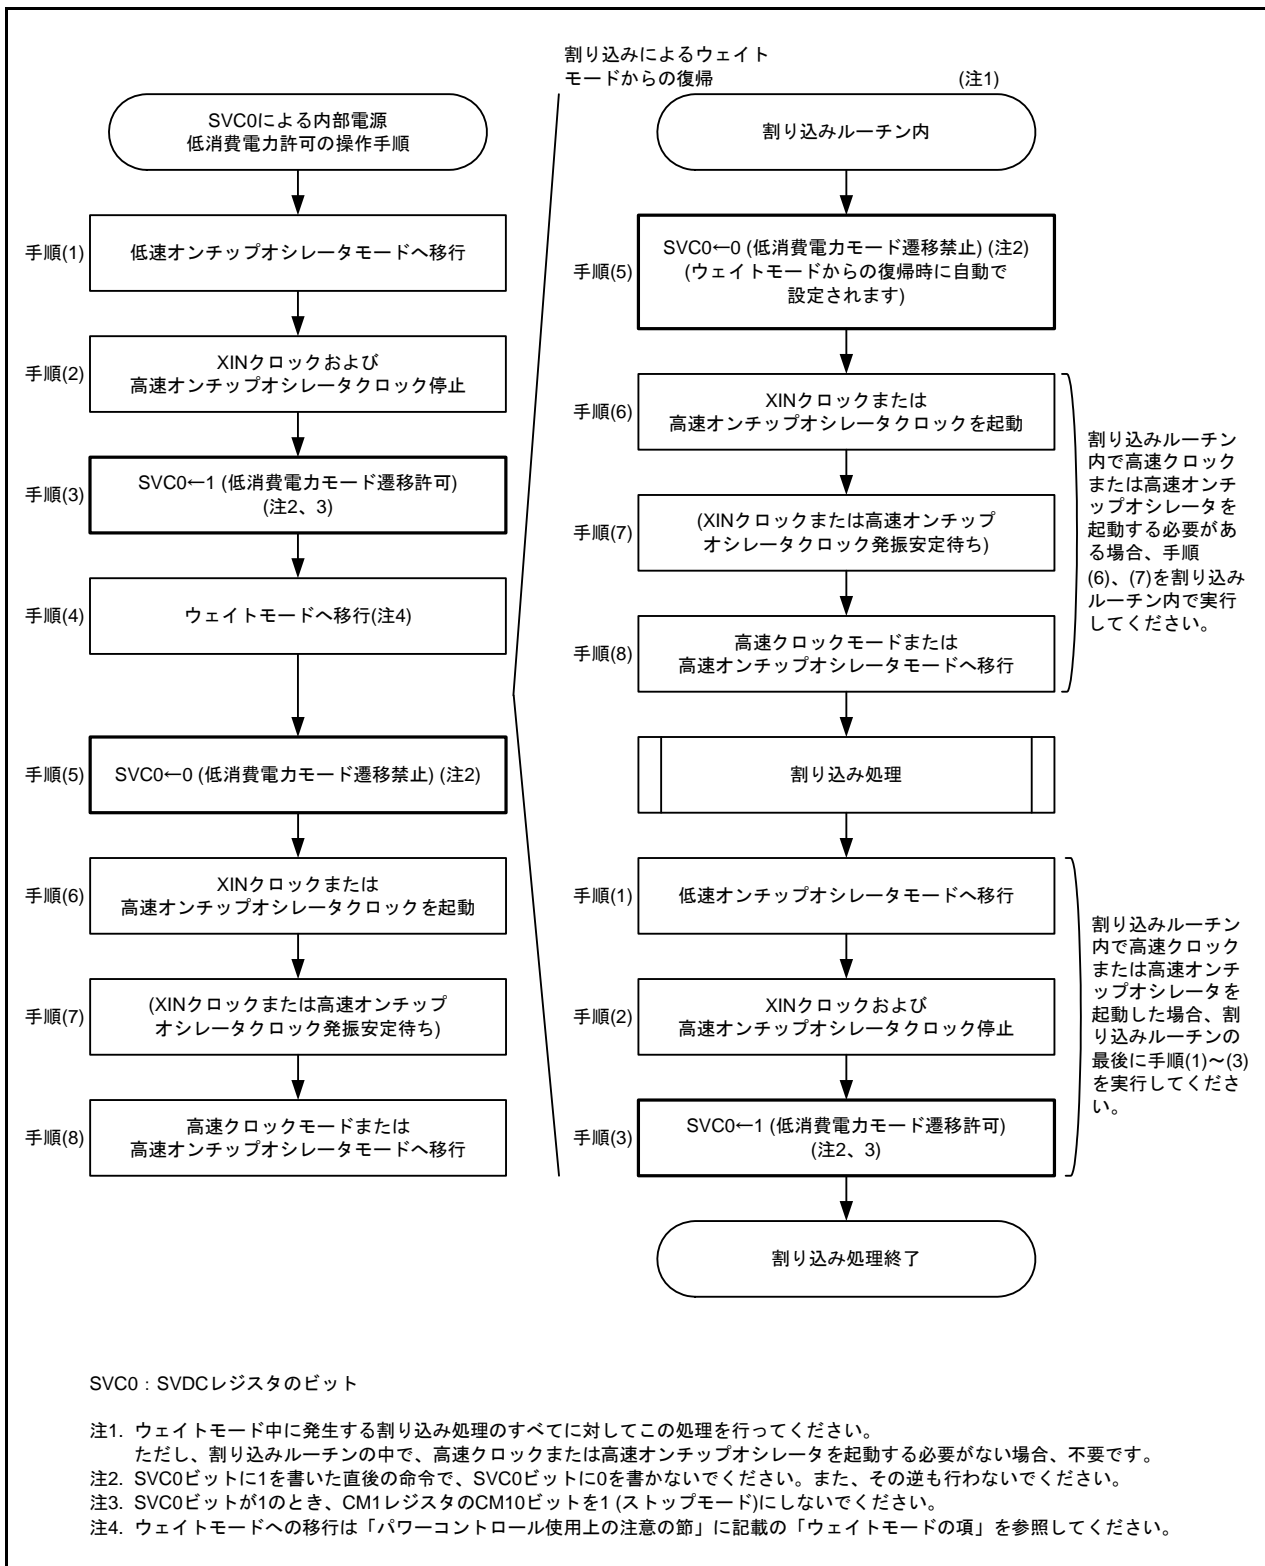 SVC0による内部電源
低消費電力許可の操作手順
手順(1)
低速オンチップオシレータモードへ移行
手順(2)
XINクロックおよび
高速オンチップオシレータクロック停止
手順(3)
SVC0←1 (低消費電力モード遷移許可)
(注2、3)
手順(4)
ウェイトモードへ移行(注4)
手順(5)
SVC0←0 (低消費電力モード遷移禁止) (注2)
手順(6)
XINクロックまたは
高速オンチップオシレータクロックを起動
手順(7)
(XINクロックまたは高速オンチップ
オシレータクロック発振安定待ち)
手順(8)
高速クロックモードまたは
高速オンチップオシレータモードへ移行
割り込みによるウェイト
モードからの復帰
(注1)
割り込みルーチン内
手順(5)
SVC0←0 (低消費電力モード遷移禁止) (注2)
(ウェイトモードからの復帰時に自動で
設定されます)
手順(6)
XINクロックまたは
高速オンチップオシレータクロックを起動
手順(7)
(XINクロックまたは高速オンチップ
オシレータクロック発振安定待ち)
手順(8)
高速クロックモードまたは
高速オンチップオシレータモードへ移行
割り込みルーチン
内で高速クロック
または高速オンチ
ップオシレータを
起動する必要があ
る場合、手順
(6)、(7)を割り込み
ルーチン内で実行
してください。
割り込み処理
手順(1)
低速オンチップオシレータモードへ移行
手順(2)
XINクロックおよび
高速オンチップオシレータクロック停止
手順(3)
SVC0←1 (低消費電力モード遷移許可)
(注2、3)
割り込みルーチン
内で高速クロック
または高速オンチ
ップオシレータを
起動した場合、割
り込みルーチンの
最後に手順(1)～(3)
を実行してくださ
い。
割り込み処理終了
SVC0：SVDCレジスタのビット
注1. ウェイトモード中に発生する割り込み処理のすべてに対してこの処理を行ってください。
ただし、割り込みルーチンの中で、高速クロックまたは高速オンチップオシレータを起動する必要がない場合、不要です。
注2. SVC0ビットに1を書いた直後の命令で、SVC0ビットに0を書かないでください。また、その逆も行わないでください。
注3. SVC0ビットが1のとき、CM1レジスタのCM10ビットを1 (ストップモード)にしないでください。
注4. ウェイトモードへの移行は「パワーコントロール使用上の注意の節」に記載の「ウェイトモードの項」を参照してください。